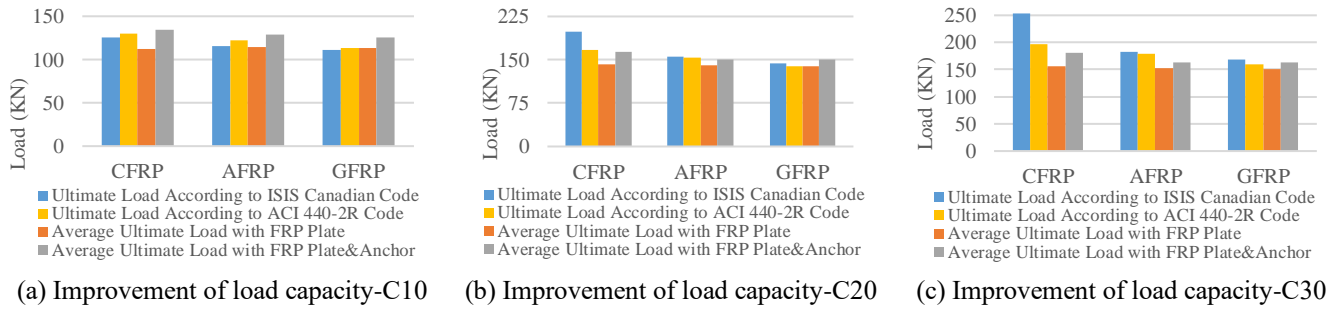 150
100
50
0
Load (KN)
CFRP
AFRP
GFRP
Ultimate Load According to ISIS Canadian Code
Ultimate Load According to ACI 440-2R Code
Average Ultimate Load with FRP Plate
Average Ultimate Load with FRP Plate&Anchor
(a) Improvement of load capacity-C10
225
150
75
0
Load (KN)
CFRP
AFRP
GFRP
Ultimate Load According to ISIS Canadian Code
Ultimate Load According to ACI 440-2R Code
Average Ultimate Load with FRP Plate
Average Ultimate Load with FRP Plate&Anchor
(b) Improvement of load capacity-C20
250
200
150
100
50
0
Load (KN)
CFRP
AFRP
GFRP
Ultimate Load According to ISIS Canadian Code
Ultimate Load According to ACI 440-2R Code
Average Ultimate Load with FRP Plate
Average Ultimate Load with FRP Plate&Anchor
(c) Improvement of load capacity-C30